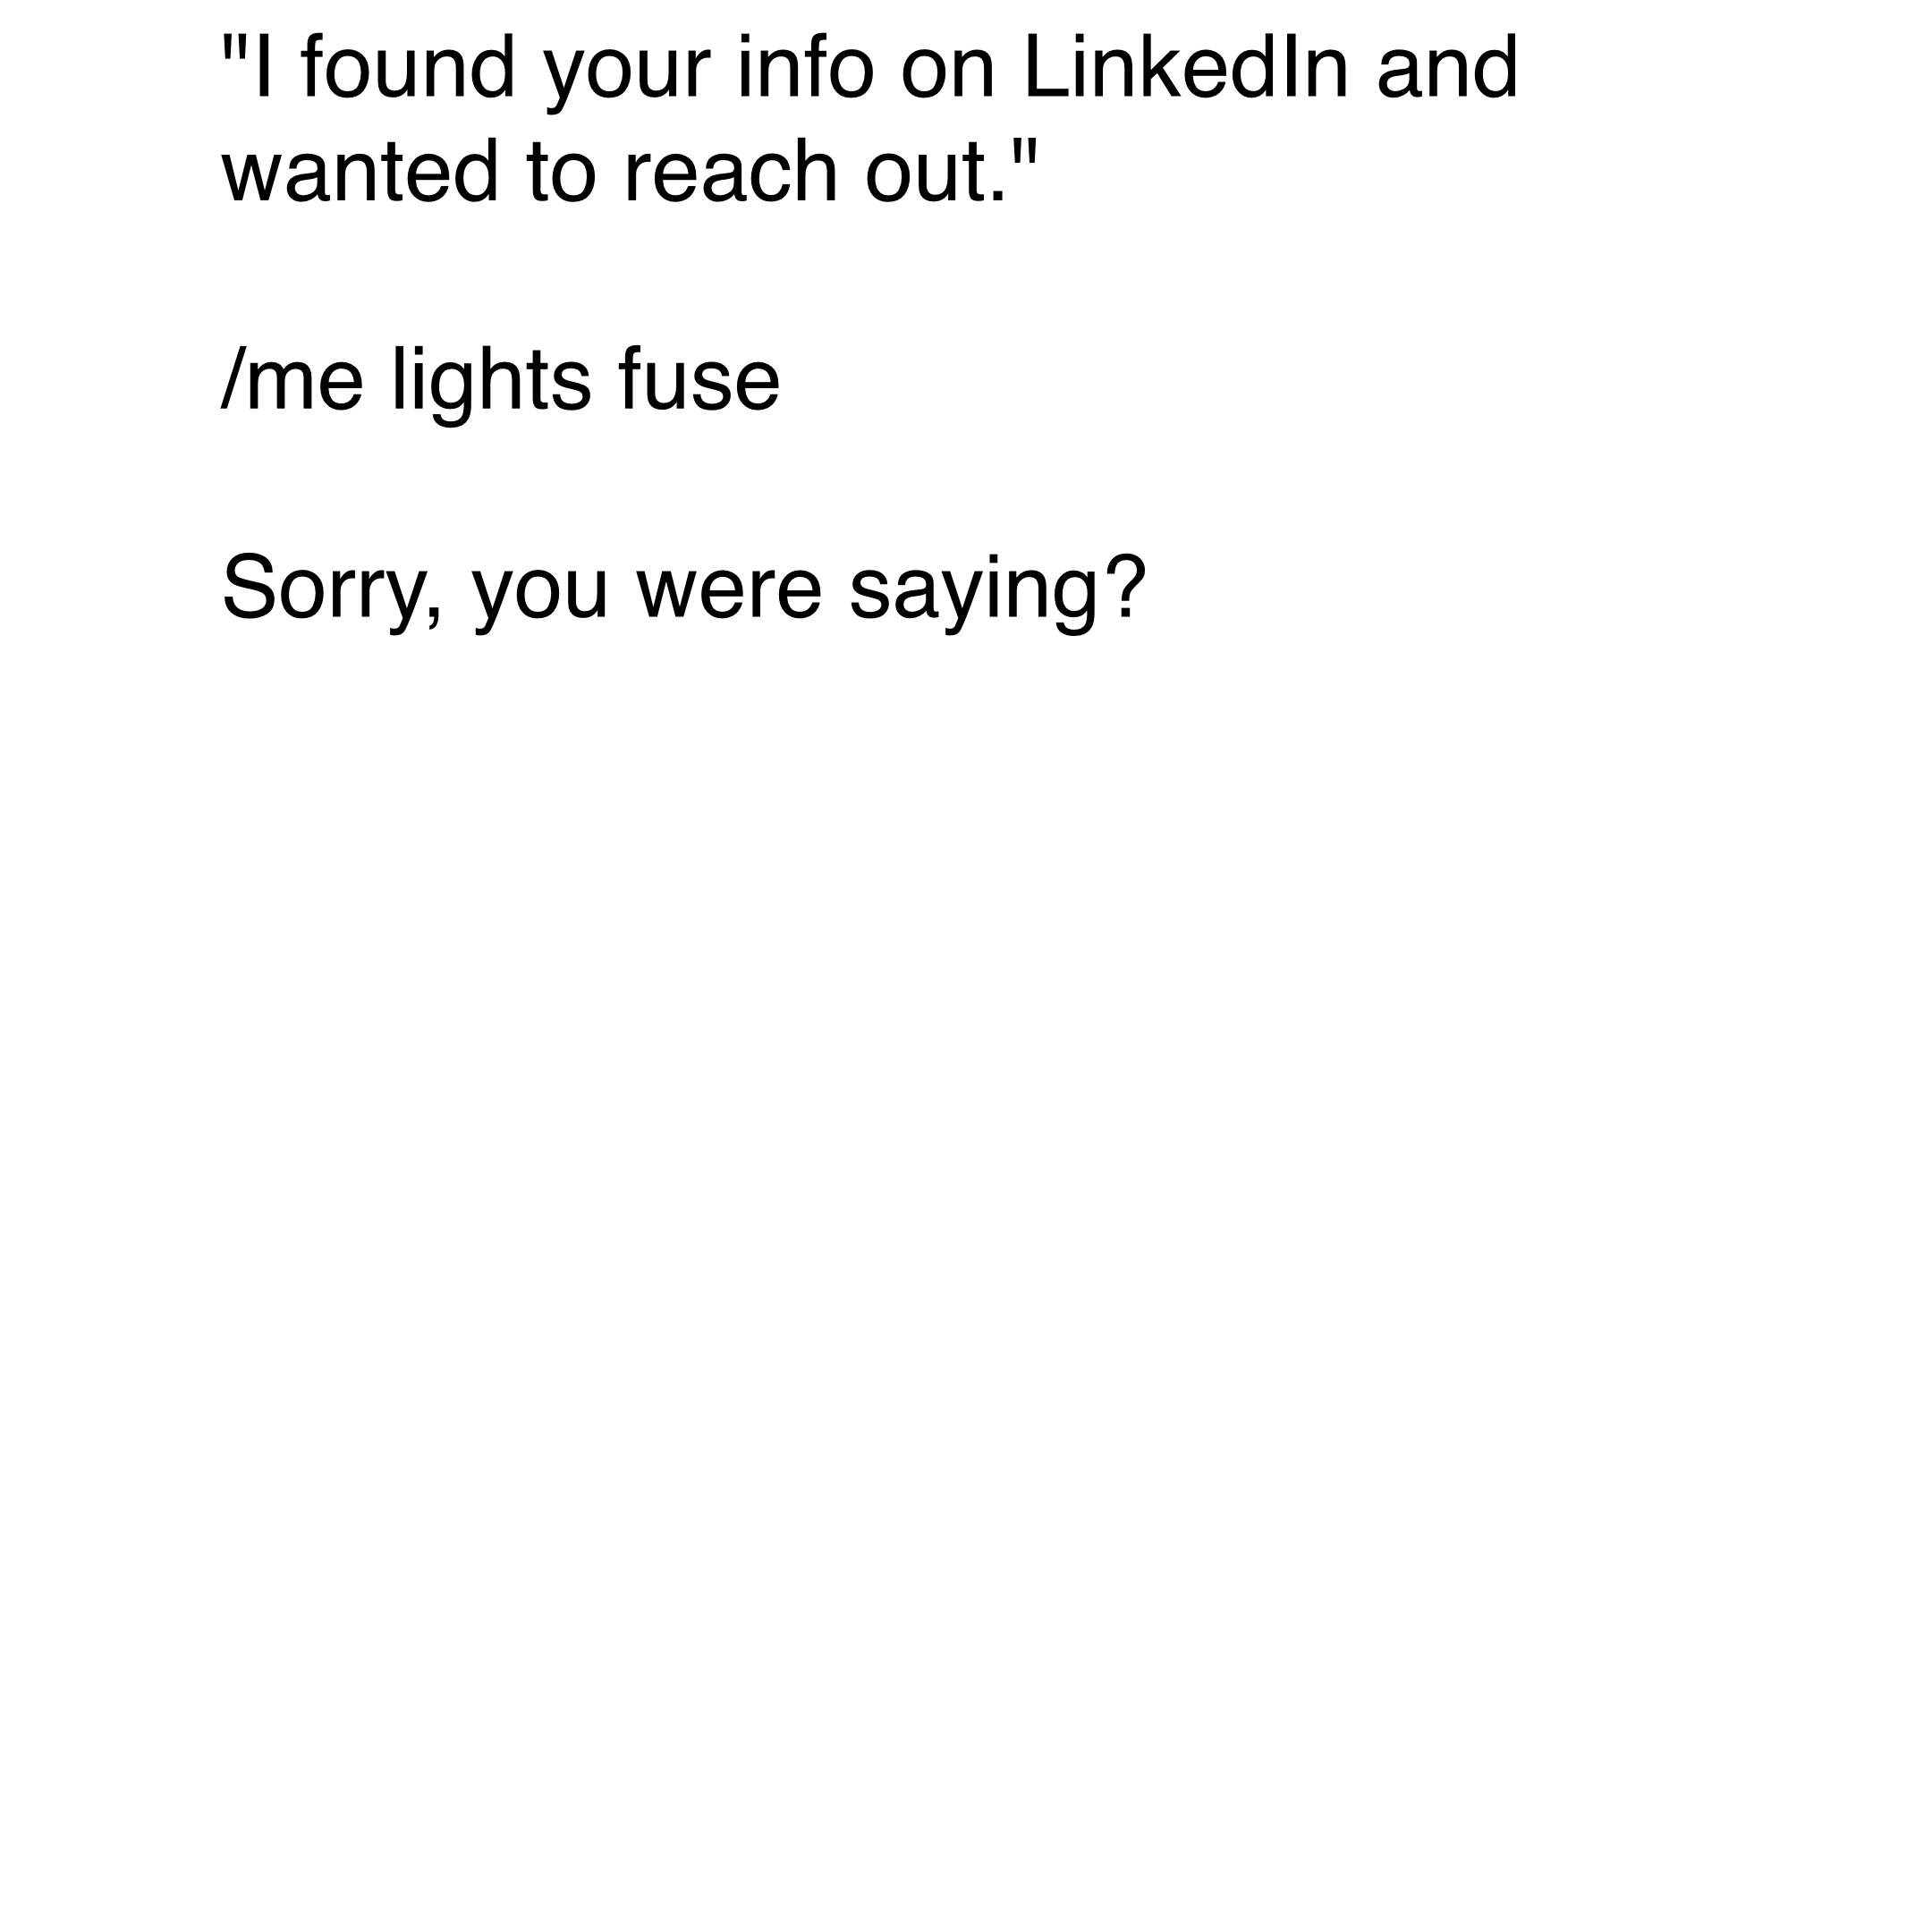 "I found your info on LinkedIn and
wanted to reach out."
/me lights fuse
Sorry, you were saying?